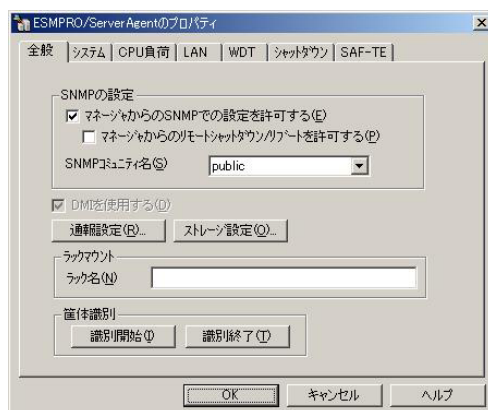 ESMPRO/ServerAgentのプロパティ
全般 システム CPU負荷 LAN WDT シャットダウン SAF-TE
SNMPの設定
マネージャからのSNMPでの設定を許可する(E)
マネージャからのリモートシャットダウン/リブートを許可する(P)
SNMPコミュニティ名(S) public
DMIを使用する(D)
通報設定(R)... ストレージ設定(O)...
ラックマウント
ラック名(N)
筐体識別
識別開始(I) 識別終了(T)
OK キャンセル ヘルプ